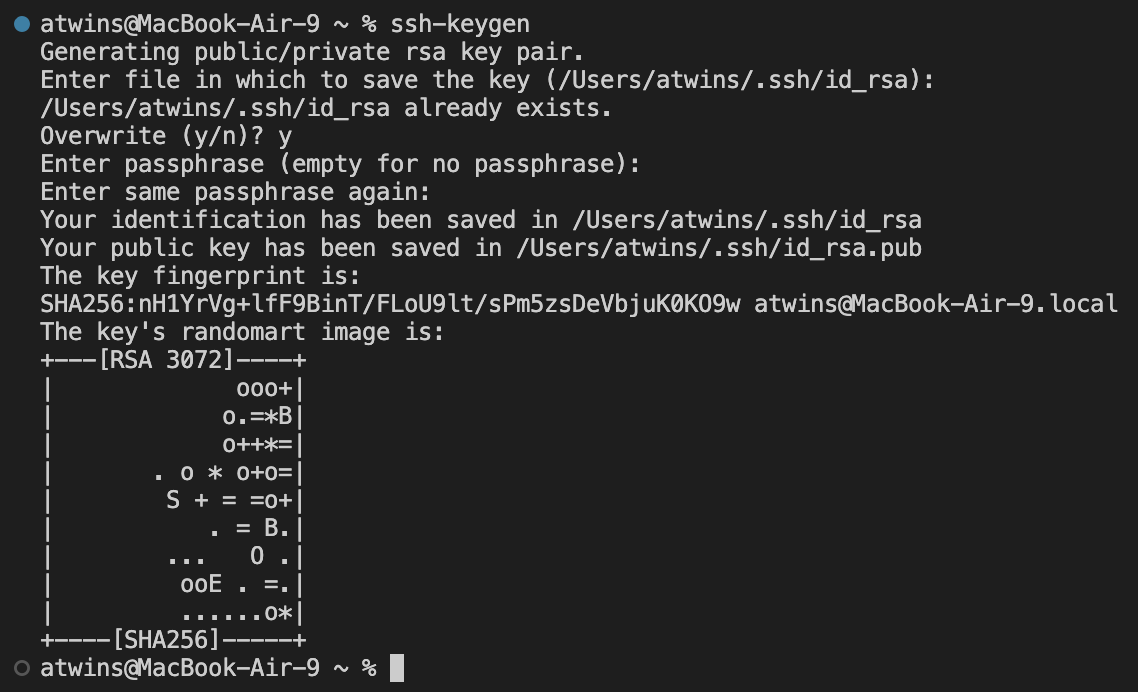 atwins@MacBook-Air-9 ~ % ssh-keygen
Generating public/private rsa key pair.
Enter file in which to save the key (/Users/atwins/.ssh/id_rsa):
/Users/atwins/.ssh/id_rsa already exists.
Overwrite (y/n)? y
Enter passphrase (empty for no passphrase):
Enter same passphrase again:
Your identification has been saved in /Users/atwins/.ssh/id_rsa
Your public key has been saved in /Users/atwins/.ssh/id_rsa.pub
The key fingerprint is:
SHA256:nH1YrVg+lfF9BinT/FLoU9lt/sPm5zsDeVbjuK0KO9w atwins@MacBook-Air-9.local
The key's randomart image is:
+---[RSA 3072]----+
|             ooo+|
|            o.=*B|
|            o++*=|
|       . o * o+o=|
|        S + = =o+|
|           . = B.|
|        ...   O .|
|         ooE . =.|
|         ......o*|
+----[SHA256]-----+
atwins@MacBook-Air-9 ~ %